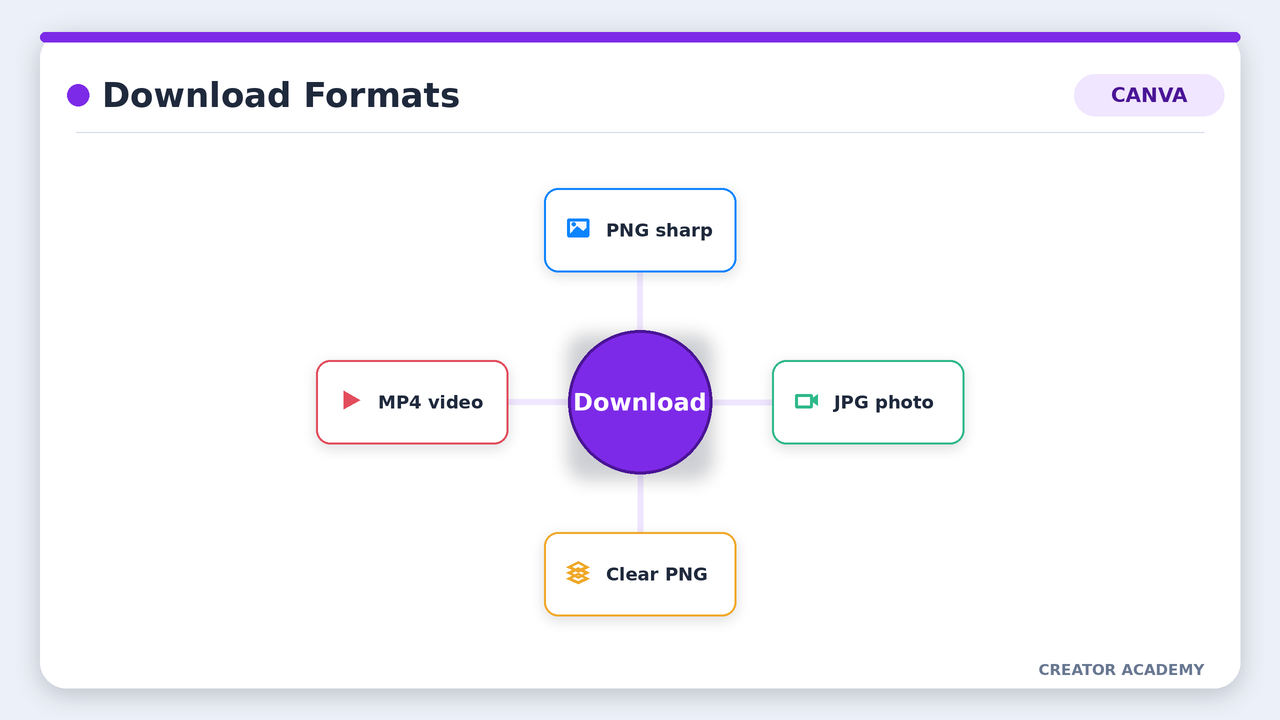 Download Formats
CANVA
PNG sharp
MP4 video
Download
JPG photo
Clear PNG
CREATOR ACADEMY